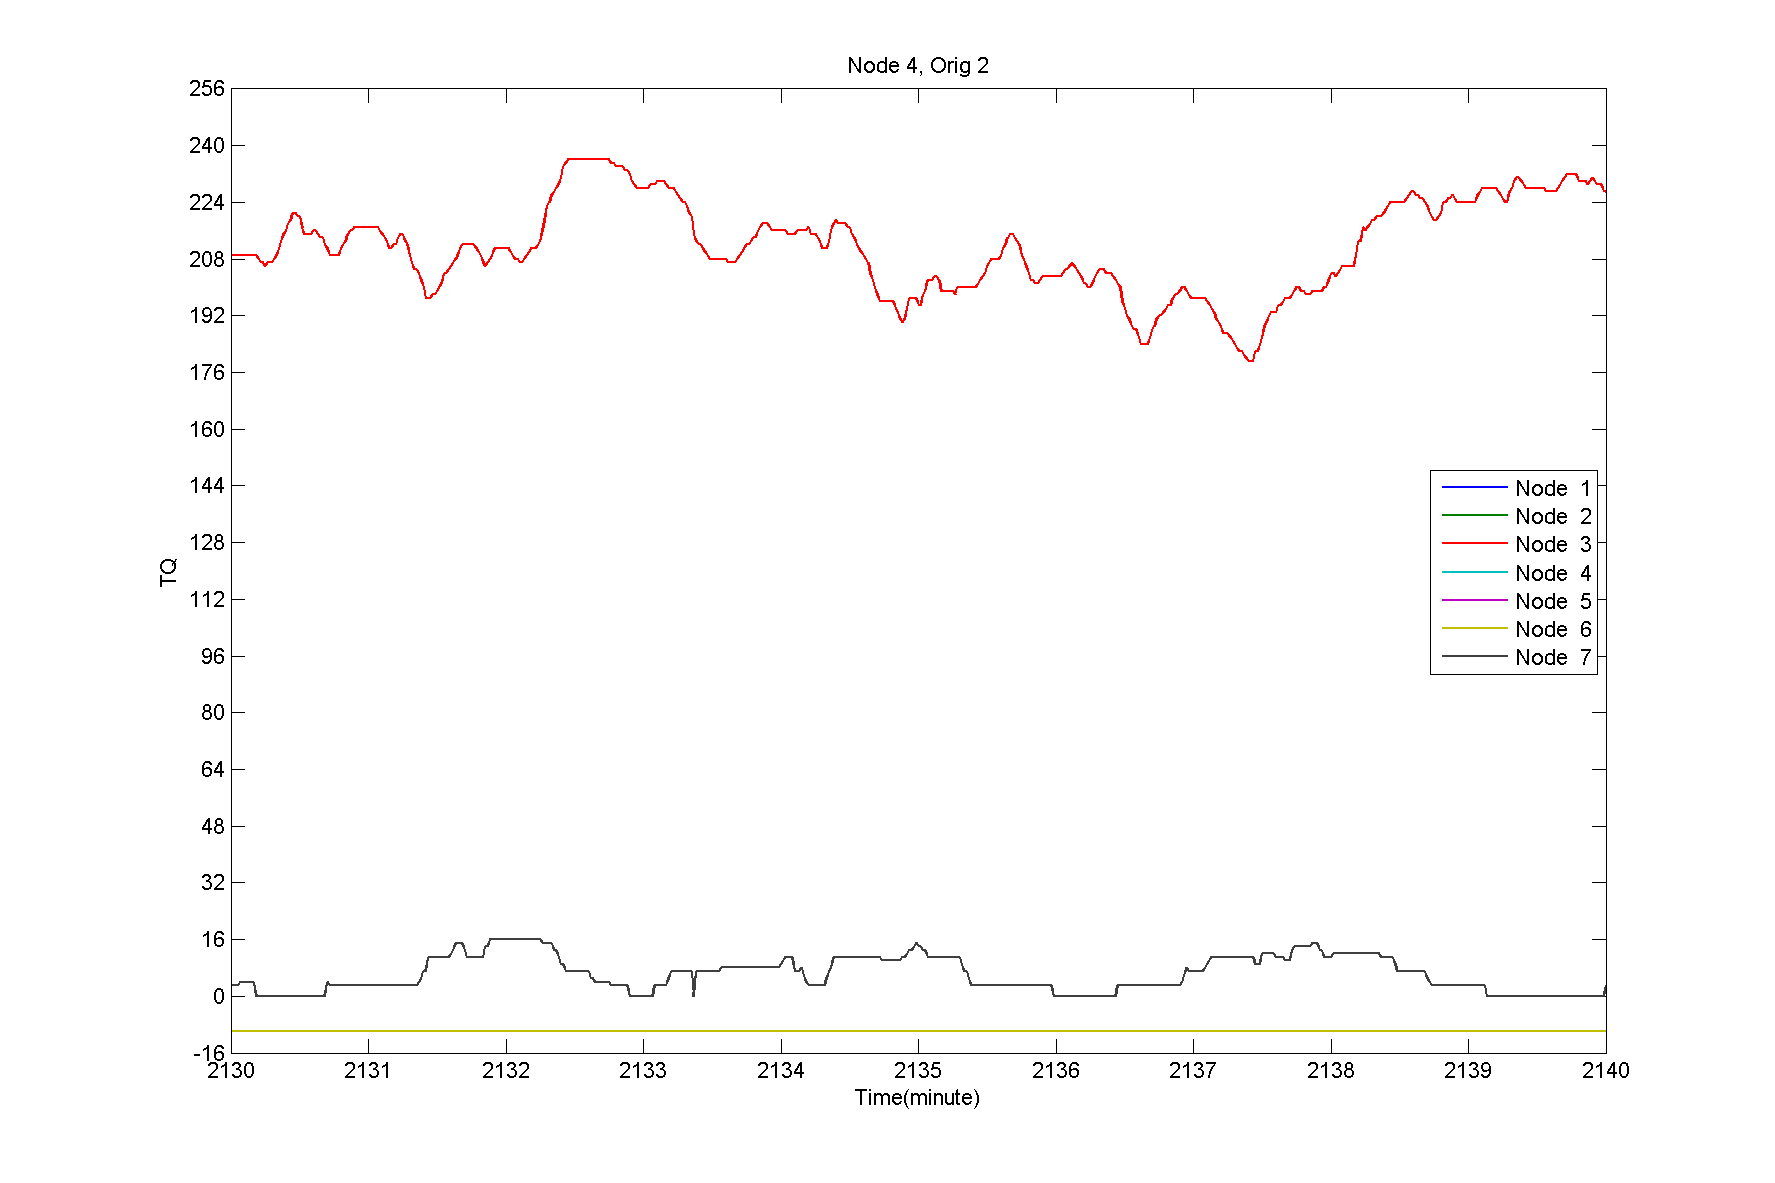 Node 4, Orig 2
256
240
224
208
192
176
160
144
128
112
96
80
64
48
32
16
0
-16
TQ
Node 1
Node 2
Node 3
Node 4
Node 5
Node 6
Node 7
2130 2131 2132 2133 2134 2135 2136 2137 2138 2139 2140
Time(minute)